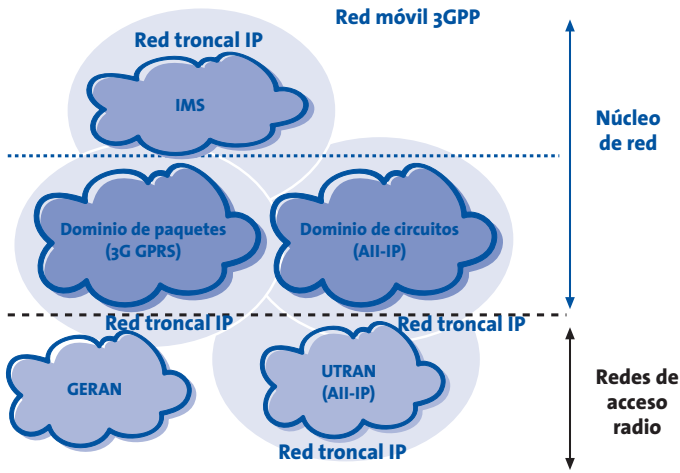 Red móvil 3GPP
Red troncal IP
IMS
Núcleo
de red
Dominio de paquetes
(3G GPRS)
Dominio de circuitos
(All-IP)
Red troncal IP
Red troncal IP
GERAN
UTRAN
(All-IP)
Redes de
acceso
radio
Red troncal IP